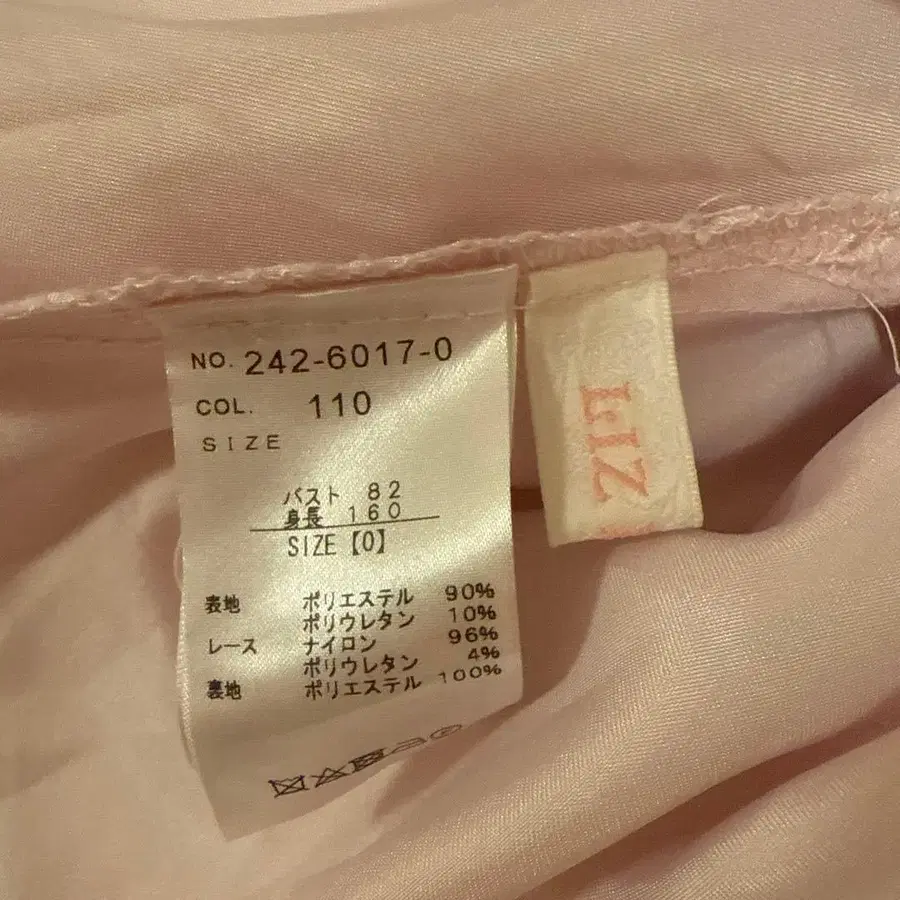 NO. 242-6017-0
COL. 110
SIZE
バスト 82
身長 160
SIZE【0】
表地 ポリエステル 90%
ポリウレタン 10%
レース ナイロン 96%
ポリウレタン 4%
裏地 ポリエステル 100%
LIZ